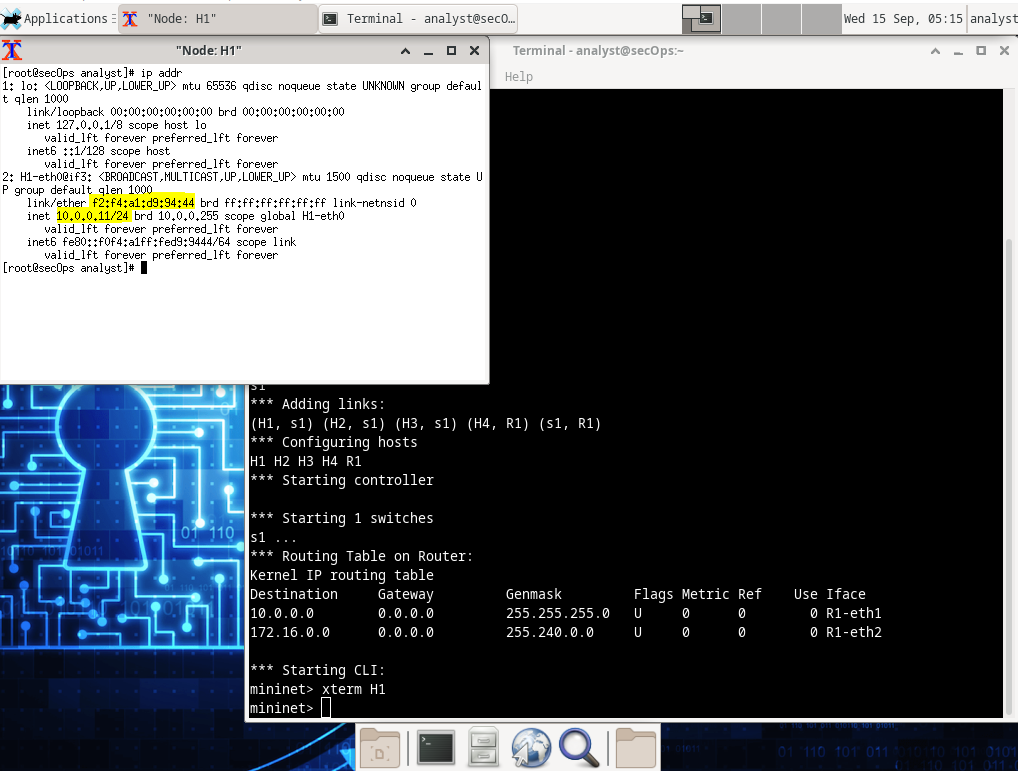 Applications
"Node: H1"
Terminal - analyst@secO...
Wed 15 Sep, 05:15
analyst
"Node: H1"
[root@secOps analyst]# ip addr
1: lo: <LOOPBACK,UP,LOWER_UP> mtu 65536 qdisc noqueue state UNKNOWN group defaul
t qlen 1000
link/loopback 00:00:00:00:00:00 brd 00:00:00:00:00:00
inet 127.0.0.1/8 scope host lo
valid_lft forever preferred_lft forever
inet6 ::1/128 scope host
valid_lft forever preferred_lft forever
2: H1-eth0@if3: <BROADCAST,MULTICAST,UP,LOWER_UP> mtu 1500 qdisc noqueue state U
P group default qlen 1000
link/ether f2:f4:a1:d9:94:44 brd ff:ff:ff:ff:ff:ff link-netnsid 0
inet 10.0.0.11/24 brd 10.0.0.255 scope global H1-eth0
valid_lft forever preferred_lft forever
inet6 fe80::f0f4:a1ff:fed9:9444/64 scope link
valid_lft forever preferred_lft forever
[root@secOps analyst]#
Terminal - analyst@secOps:~
Help
s1
*** Adding links:
(H1, s1) (H2, s1) (H3, s1) (H4, R1) (s1, R1)
*** Configuring hosts
H1 H2 H3 H4 R1
*** Starting controller
*** Starting 1 switches
s1 ...
*** Routing Table on Router:
Kernel IP routing table
Destination Gateway Genmask Flags Metric Ref Use Iface
10.0.0.0 0.0.0.0 255.255.255.0 U 0 0 0 R1-eth1
172.16.0.0 0.0.0.0 255.240.0.0 U 0 0 0 R1-eth2
*** Starting CLI:
mininet> xterm H1
mininet>